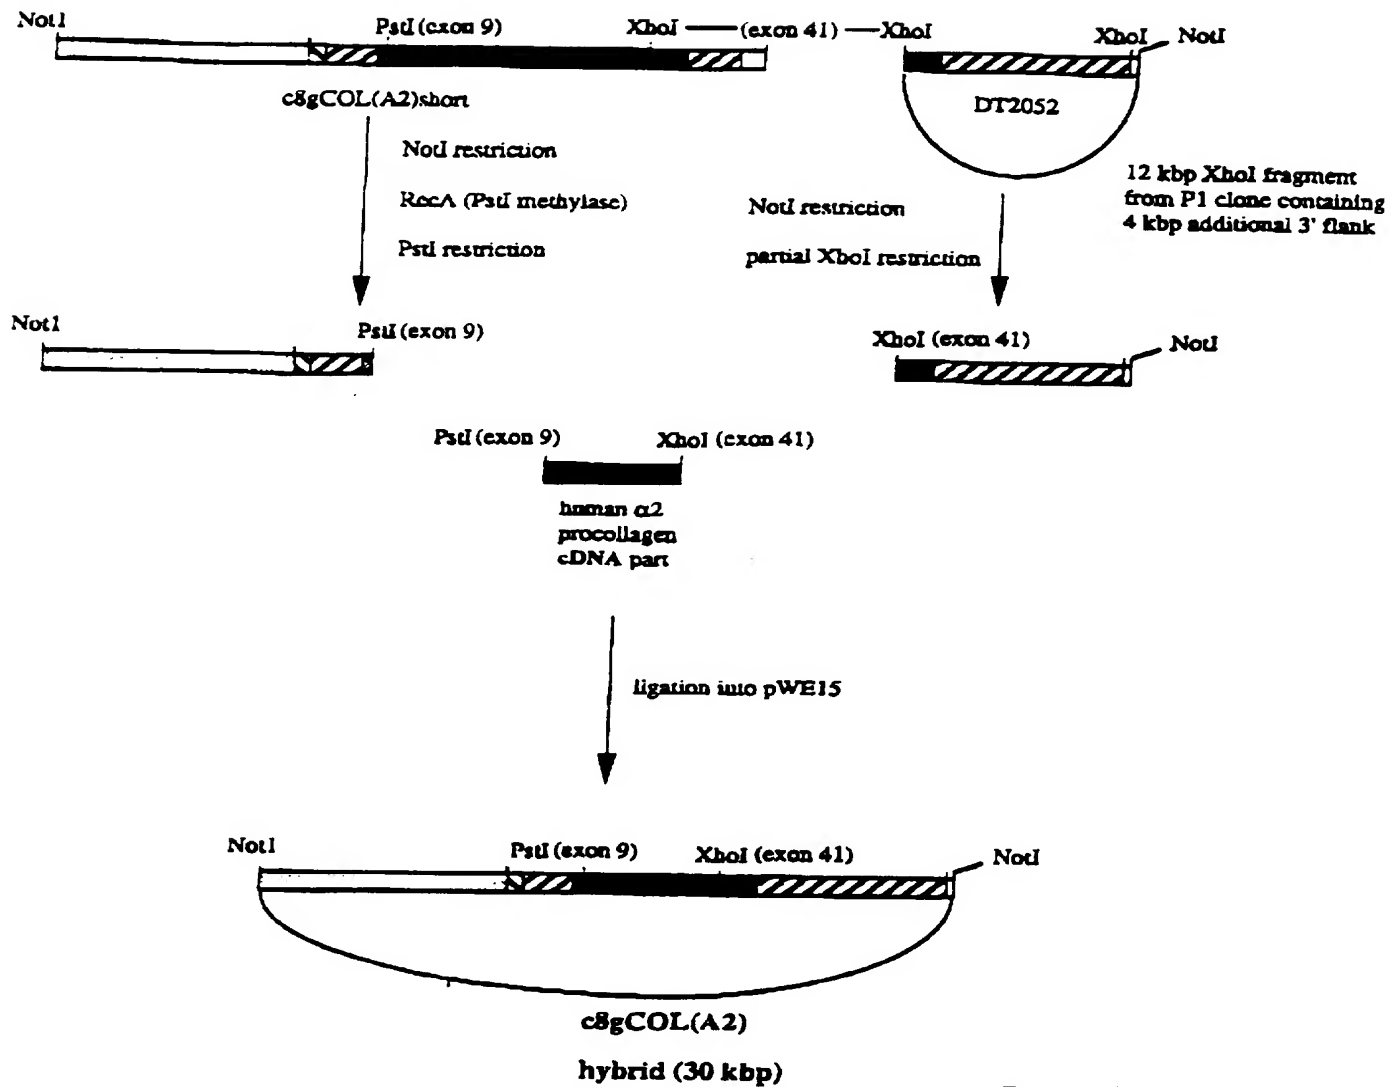 Not1
PstI (exon 9)
XhoI — (exon 41) — XhoI
XhoI
NotI
c8gCOL(A2)short
DT2052
NotI restriction
RecA (PstI methylase)
PstI restriction
NotI restriction
partial XhoI restriction
12 kbp XhoI fragment
from P1 clone containing
4 kbp additional 3' flank
Not1
PstI (exon 9)
XhoI (exon 41)
NotI
PstI (exon 9)
XhoI (exon 41)
human α2
procollagen
cDNA part
ligation into pWE15
Not1
PstI (exon 9)
XhoI (exon 41)
NotI
c8gCOL(A2)
hybrid (30 kbp)